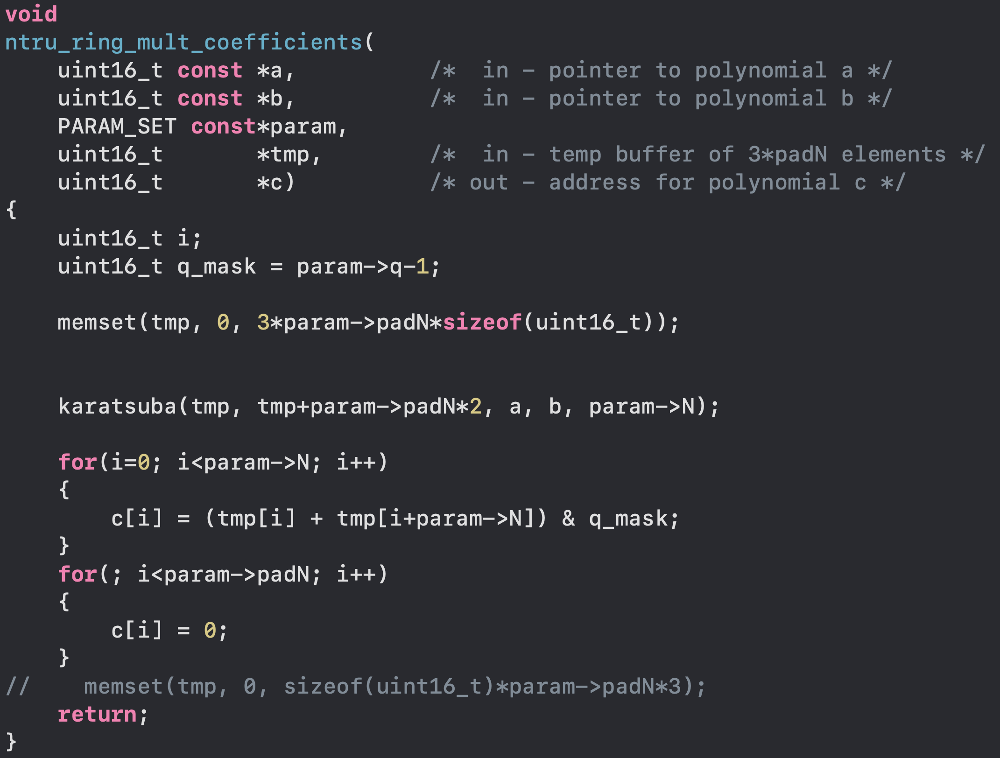 void
ntru_ring_mult_coefficients(
    uint16_t const *a,          /*  in - pointer to polynomial a */
    uint16_t const *b,          /*  in - pointer to polynomial b */
    PARAM_SET const*param,
    uint16_t       *tmp,        /*  in - temp buffer of 3*padN elements */
    uint16_t       *c)          /* out - address for polynomial c */
{
    uint16_t i;
    uint16_t q_mask = param->q-1;

    memset(tmp, 0, 3*param->padN*sizeof(uint16_t));


    karatsuba(tmp, tmp+param->padN*2, a, b, param->N);

    for(i=0; i<param->N; i++)
    {
        c[i] = (tmp[i] + tmp[i+param->N]) & q_mask;
    }
    for(; i<param->padN; i++)
    {
        c[i] = 0;
    }
//    memset(tmp, 0, sizeof(uint16_t)*param->padN*3);
    return;
}